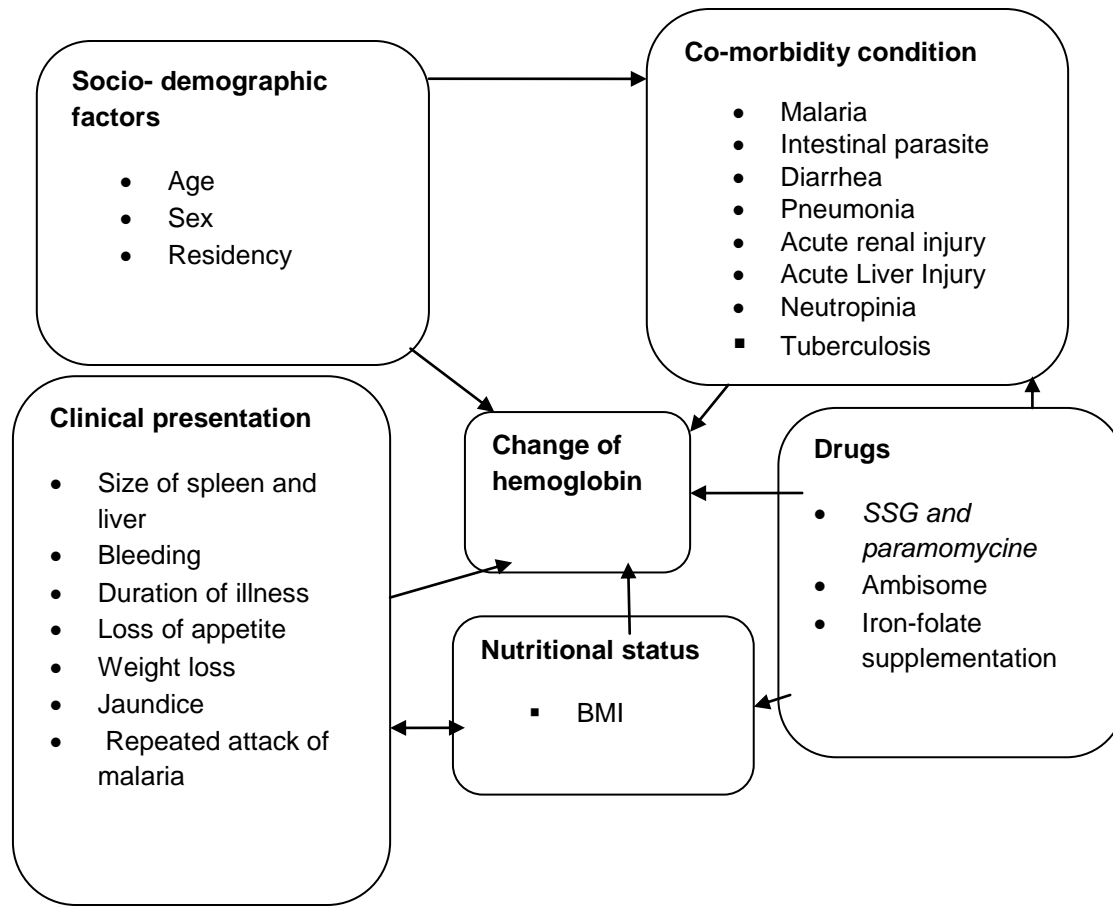 Socio- demographic
factors
• Age
• Sex
• Residency
Co-morbidity condition
• Malaria
• Intestinal parasite
• Diarrhea
• Pneumonia
• Acute renal injury
• Acute Liver Injury
• Neutropinia
▪ Tuberculosis
Clinical presentation
• Size of spleen and
liver
• Bleeding
• Duration of illness
• Loss of appetite
• Weight loss
• Jaundice
• Repeated attack of
malaria
Change of
hemoglobin
Drugs
• SSG and
paramomycine
• Ambisome
• Iron-folate
supplementation
Nutritional status
▪ BMI